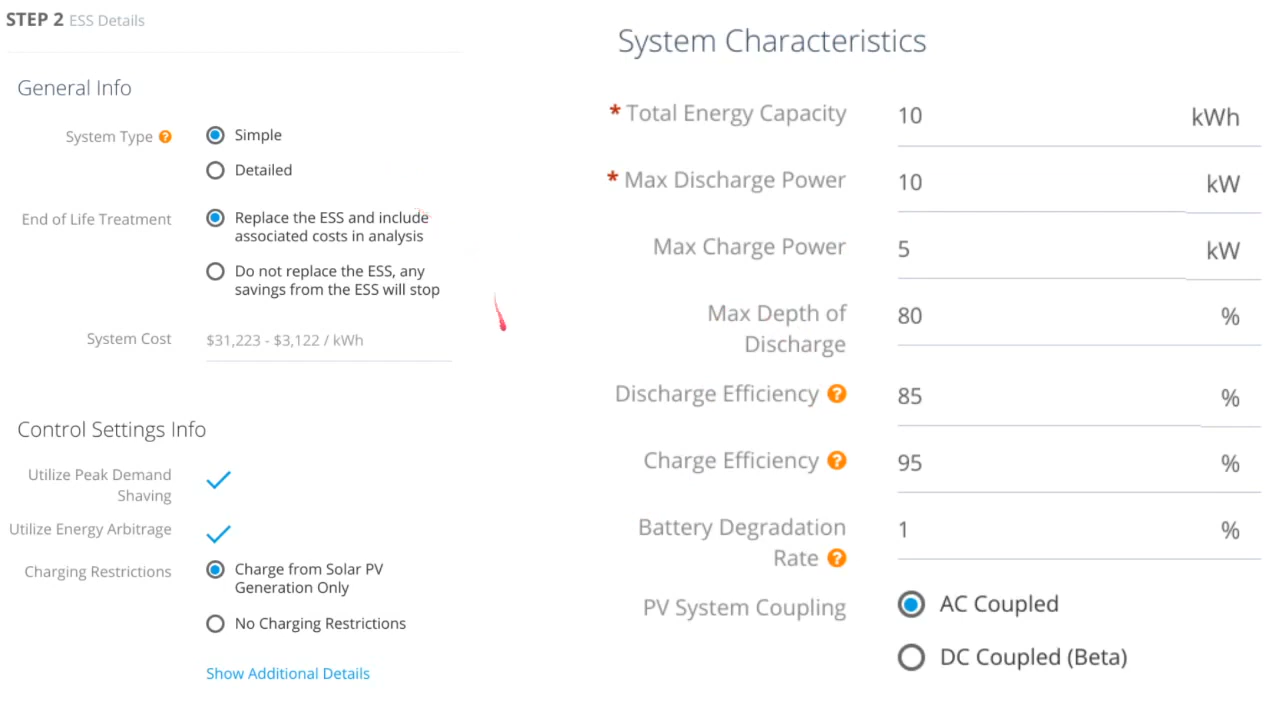 STEP 2 ESS Details
General Info
System Type ?
Simple
Detailed
End of Life Treatment
Replace the ESS and include
associated costs in analysis
Do not replace the ESS, any
savings from the ESS will stop
System Cost
$31,223 - $3,122 / kWh
Control Settings Info
Utilize Peak Demand
Shaving
Utilize Energy Arbitrage
Charging Restrictions
Charge from Solar PV
Generation Only
No Charging Restrictions
Show Additional Details
System Characteristics
* Total Energy Capacity 10 kWh
* Max Discharge Power 10 kW
Max Charge Power 5 kW
Max Depth of
Discharge
80 %
Discharge Efficiency ? 85 %
Charge Efficiency ? 95 %
Battery Degradation
Rate ?
1 %
PV System Coupling
AC Coupled
DC Coupled (Beta)